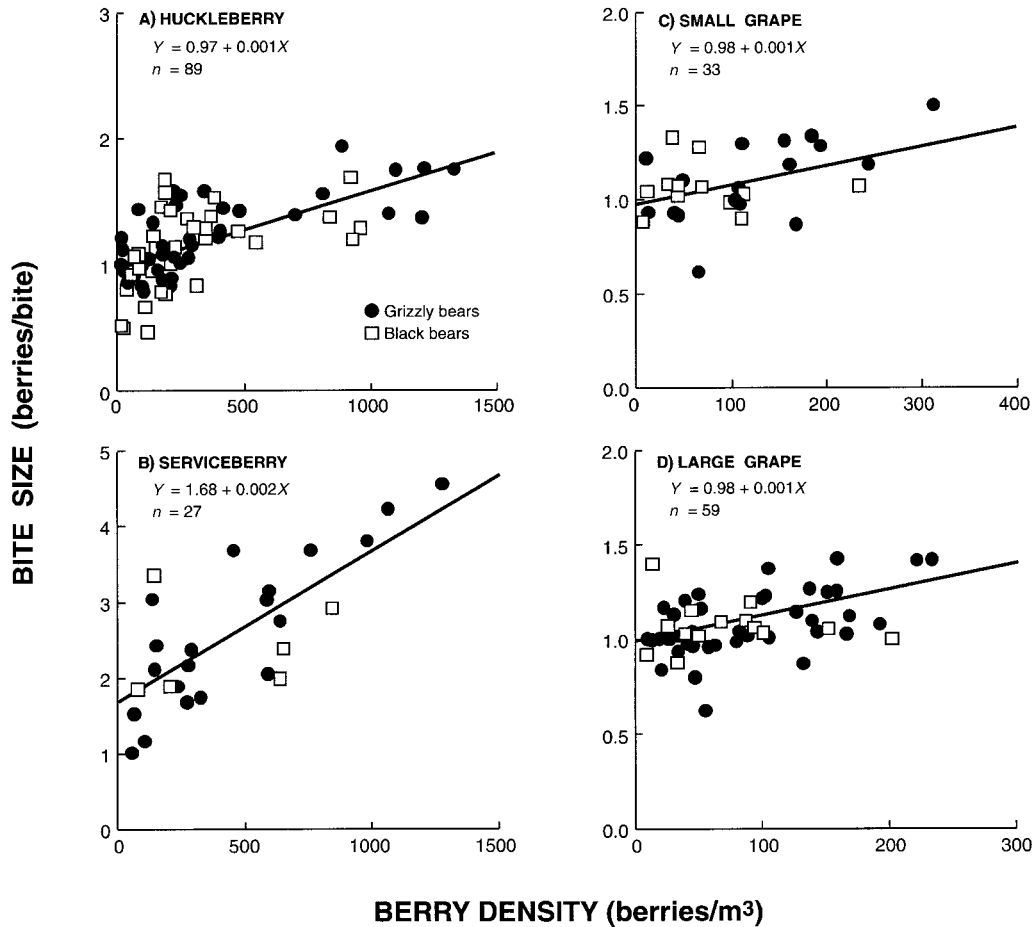 A) HUCKLEBERRY
Y = 0.97 + 0.001X
n = 89
3
2
1
0
0 500 1000 1500
Grizzly bears
Black bears
C) SMALL GRAPE
Y = 0.98 + 0.001X
n = 33
2.0
1.5
1.0
0.5
0.0
0 100 200 300 400
B) SERVICEBERRY
Y = 1.68 + 0.002X
n = 27
5
4
3
2
1
0
0 500 1000 1500
D) LARGE GRAPE
Y = 0.98 + 0.001X
n = 59
2.0
1.5
1.0
0.5
0.0
0 100 200 300
BITE SIZE (berries/bite)
BERRY DENSITY (berries/m³)